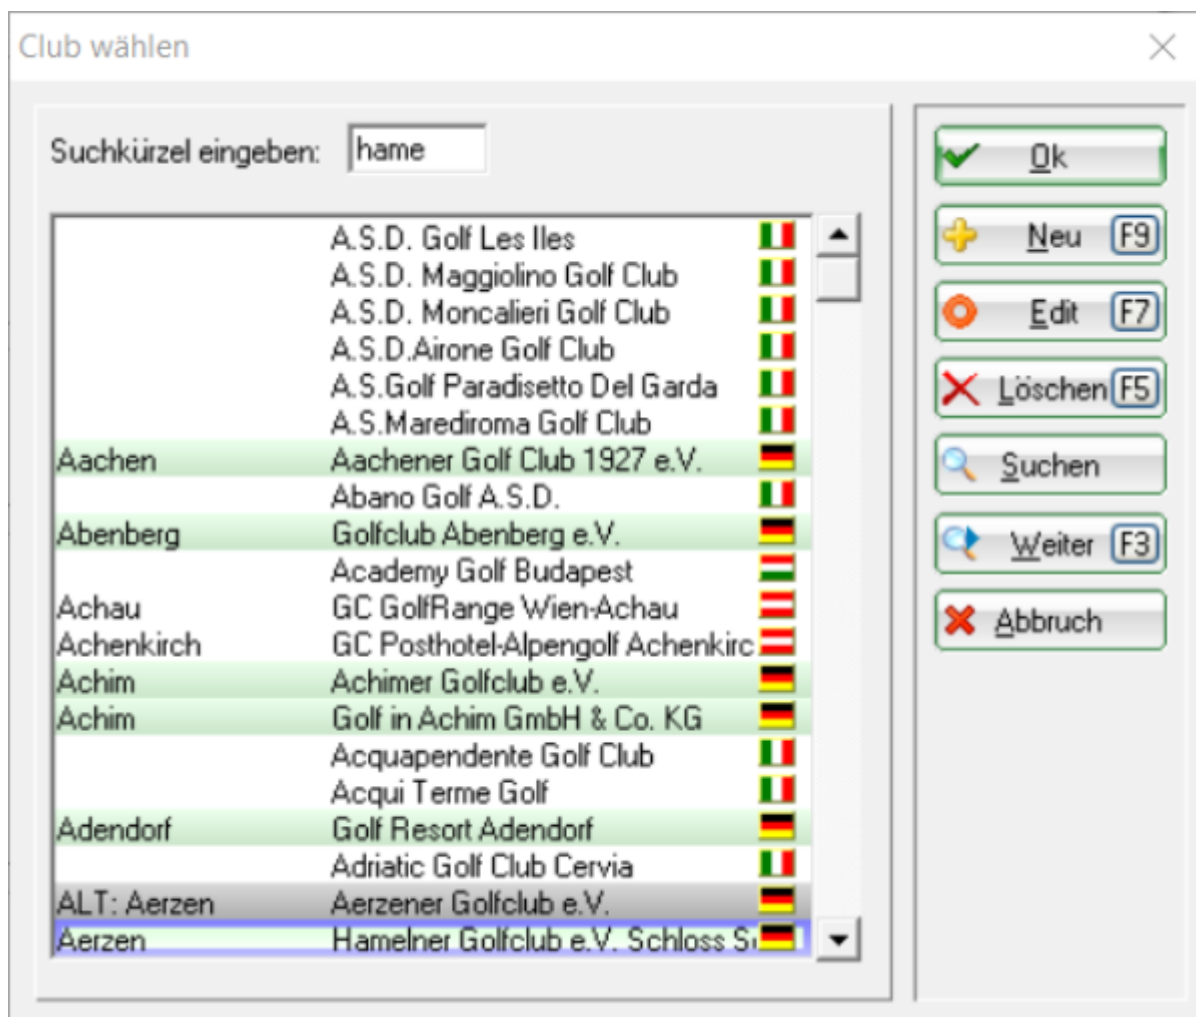 Club wählen
Suchkürzel eingeben: hame
A.S.D. Golf Les Iles
A.S.D. Maggiolino Golf Club
A.S.D. Moncalieri Golf Club
A.S.D.Airone Golf Club
A.S.Golf Paradisetto Del Garda
A.S.Marediroma Golf Club
Aachen Aachener Golf Club 1927 e.V.
Abano Golf A.S.D.
Abenberg Golfclub Abenberg e.V.
Academy Golf Budapest
Achau GC GolfRange Wien-Achau
Achenkirch GC Posthotel-Alpengolf Achenkirc
Achim Achimer Golfclub e.V.
Achim Golf in Achim GmbH & Co. KG
Acquapendente Golf Club
Acqui Terme Golf
Adendorf Golf Resort Adendorf
Adriatic Golf Club Cervia
ALT: Aerzen Aerzener Golfclub e.V.
Aerzen Hamelner Golfclub e.V. Schloss
Ok
Neu F9
Edit F7
Löschen F5
Suchen
Weiter F3
Abbruch